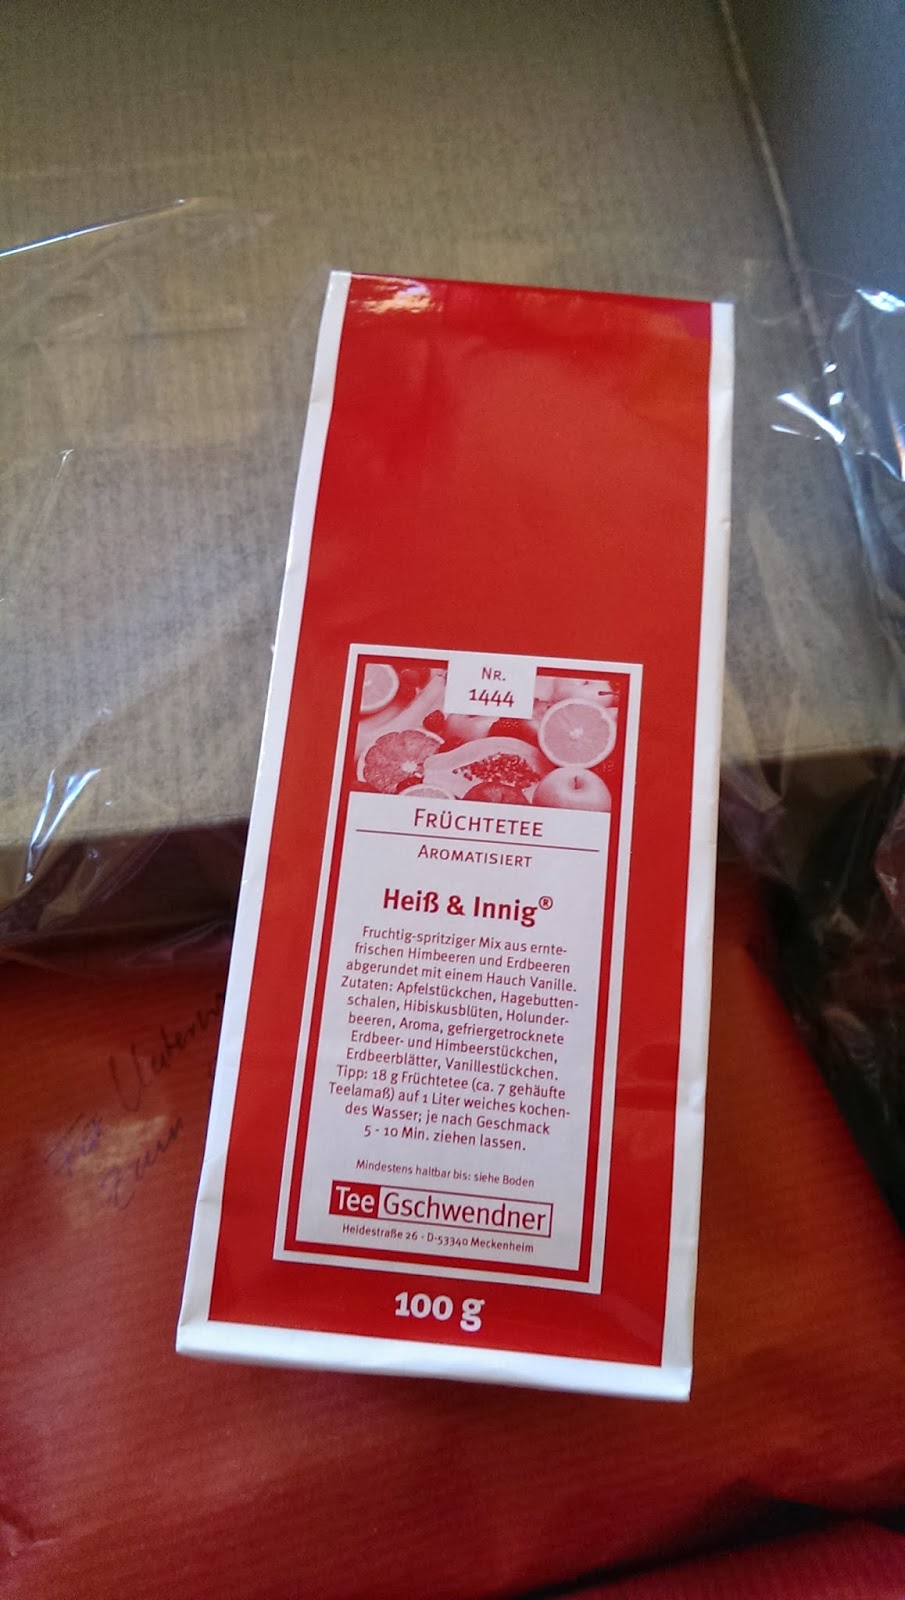 Nr.
1444
Früchtetee
Aromatisiert
Heiß & Innig®
Fruchtig-spritziger Mix aus ernte-
frischen Himbeeren und Erdbeeren
abgerundet mit einem Hauch Vanille.
Zutaten: Apfelstückchen, Hagebutten-
schalen, Hibiskusblüten, Holunder-
beeren, Aroma, gefriergetrocknete
Erdbeer- und Himbeerstückchen,
Erdbeerblätter, Vanillestückchen.
Tipp: 18 g Früchtetee (ca. 7 gehäufte
Teelamaß) auf 1 Liter weiches kochen-
des Wasser; je nach Geschmack
5 - 10 Min. ziehen lassen.
Mindestens haltbar bis: siehe Boden
TeeGschwendner
Heidestraße 26 · D-53340 Meckenheim
100 g
Für
zum